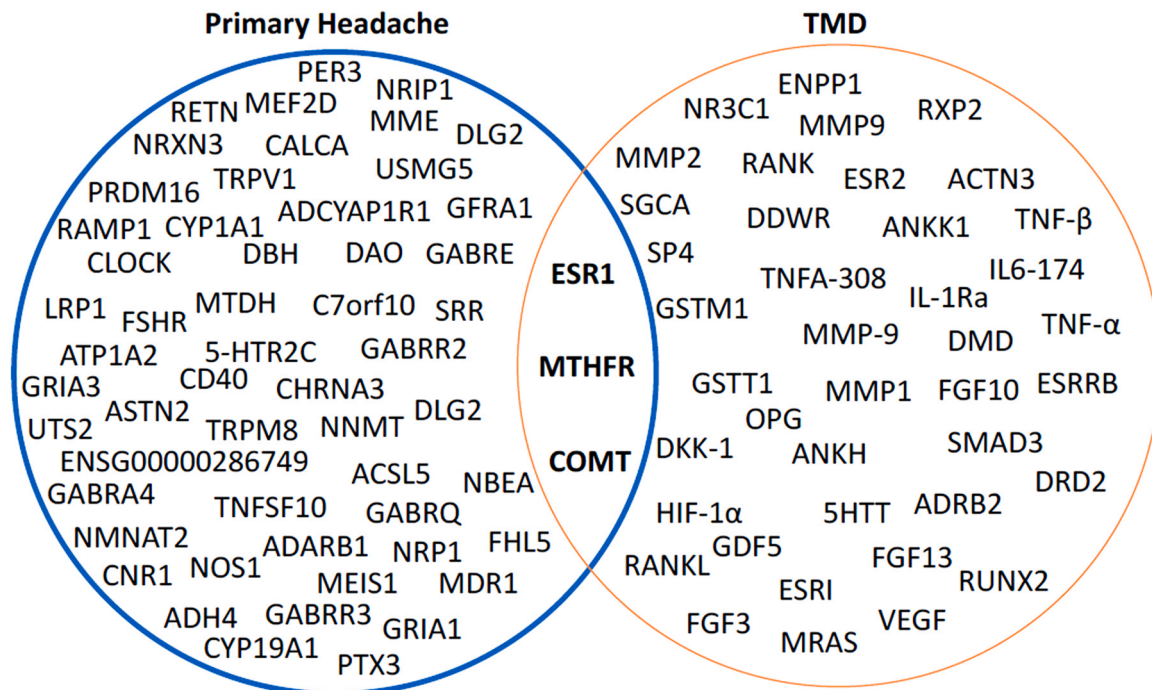 Primary Headache
TMD
PER3
NRIP1
RETN
MEF2D
MME
DLG2
NRXN3
CALCA
USMG5
TRPV1
PRDM16
ADCYAP1R1
GFRA1
RAMP1
CYP1A1
DBH
DAO
GABRE
CLOCK
LRP1
FSHR
MTDH
C7orf10
SRR
ATP1A2
5-HTR2C
GABRR2
GRIA3
CD40
CHRNA3
ASTN2
DLG2
UTS2
TRPM8
NNMT
ENSG00000286749
ACSL5
NBEA
GABRA4
TNFSF10
GABRQ
NMNAT2
ADARB1
NRP1
FHL5
CNR1
NOS1
MEIS1
MDR1
ADH4
GABRR3
GRIA1
CYP19A1
PTX3
ESR1
MTHFR
COMT
ENPP1
NR3C1
MMP9
RXP2
MMP2
RANK
ESR2
ACTN3
SGCA
DDWR
ANKK1
TNF-β
SP4
TNFA-308
IL6-174
GSTM1
IL-1Ra
MMP-9
DMD
TNF-α
GSTT1
MMP1
FGF10
ESRRB
OPG
DKK-1
ANKH
SMAD3
DRD2
HIF-1α
5HTT
ADRB2
GDF5
RANKL
FGF13
ESRI
RUNX2
FGF3
MRAS
VEGF